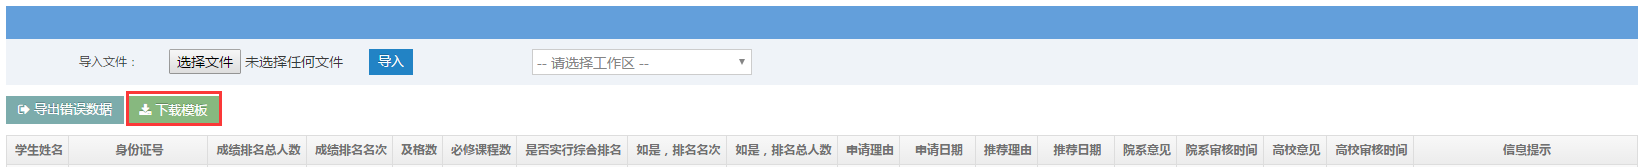 导入文件： 选择文件 未选择任何文件 导入 -- 请选择工作区 --
导出错误数据 下载模板
学生姓名 身份证号 成绩排名总人数 成绩排名名次 及格数 必修课程数 是否实行综合排名 如是，排名名次 如是，排名总人数 申请理由 申请日期 推荐理由 推荐日期 院系意见 院系审核时间 高校意见 高校审核时间 信息提示